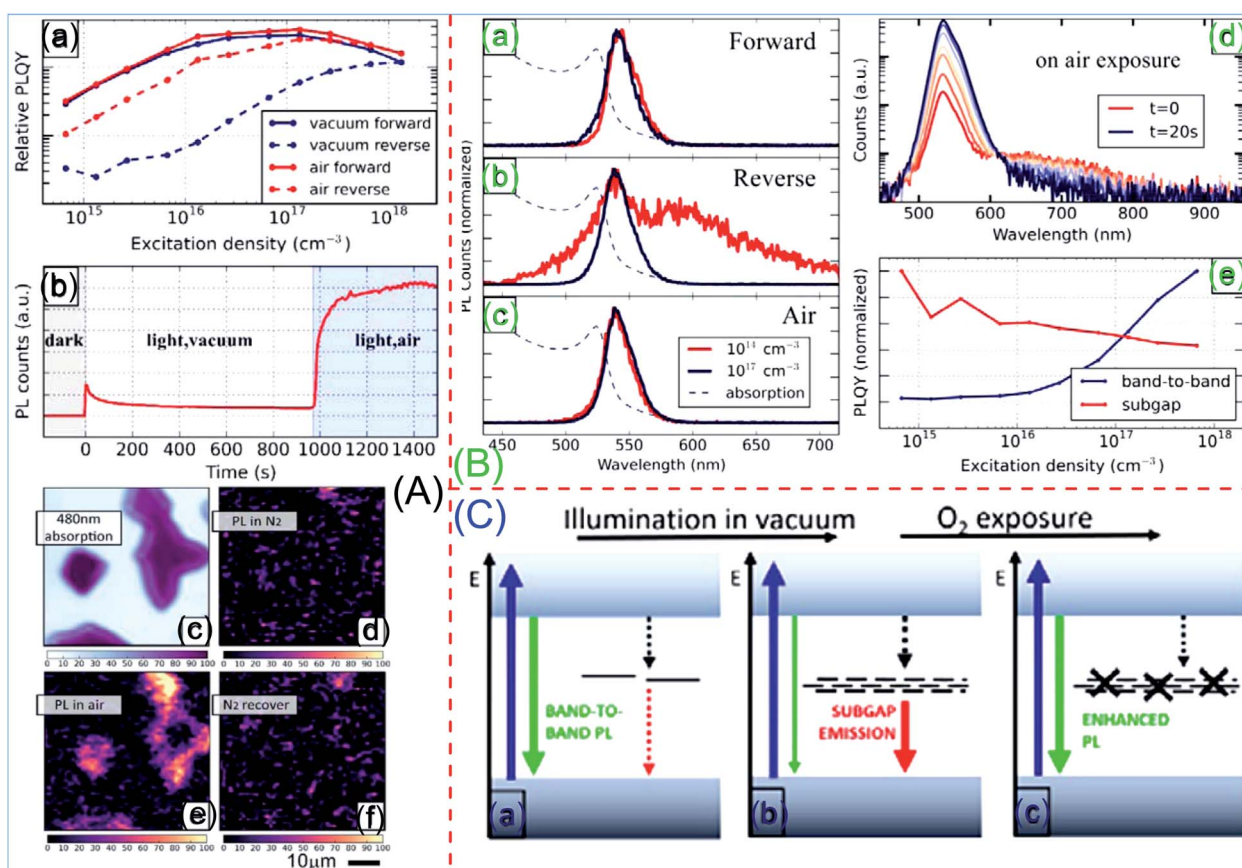 (a)
Relative PLQY
vacuum forward
vacuum reverse
air forward
air reverse
10^15
10^16
10^17
10^18
Excitation density (cm⁻³)
(b)
PL counts (a.u.)
dark
light,vacuum
light,air
0 200 400 600 800 1000 1200 1400
Time (s)
(A)
480nm
absorption
(c)
0 10 20 30 40 50 60 70 80 90 100
PL in N2
(d)
0 10 20 30 40 50 60 70 80 90 100
PL in air
(e)
0 10 20 30 40 50 60 70 80 90 100
N2 recover
(f)
0 10 20 30 40 50 60 70 80 90 100
10μm
(a)
Forward
(b)
Reverse
PL Counts (normalized)
(c)
Air
10^14 cm⁻³
10^17 cm⁻³
absorption
450 500 550 600 650 700
Wavelength (nm)
(B)
(d)
on air exposure
Counts (a.u.)
t=0
t=20s
500 600 700 800 900
Wavelength (nm)
(e)
PLQY (normalized)
band-to-band
subgap
10^15
10^16
10^17
10^18
Excitation density (cm⁻³)
(C)
Illumination in vacuum
O₂ exposure
E
BAND-TO-
BAND PL
(a)
E
SUBGAP
EMISSION
(b)
E
ENHANCED
PL
(c)